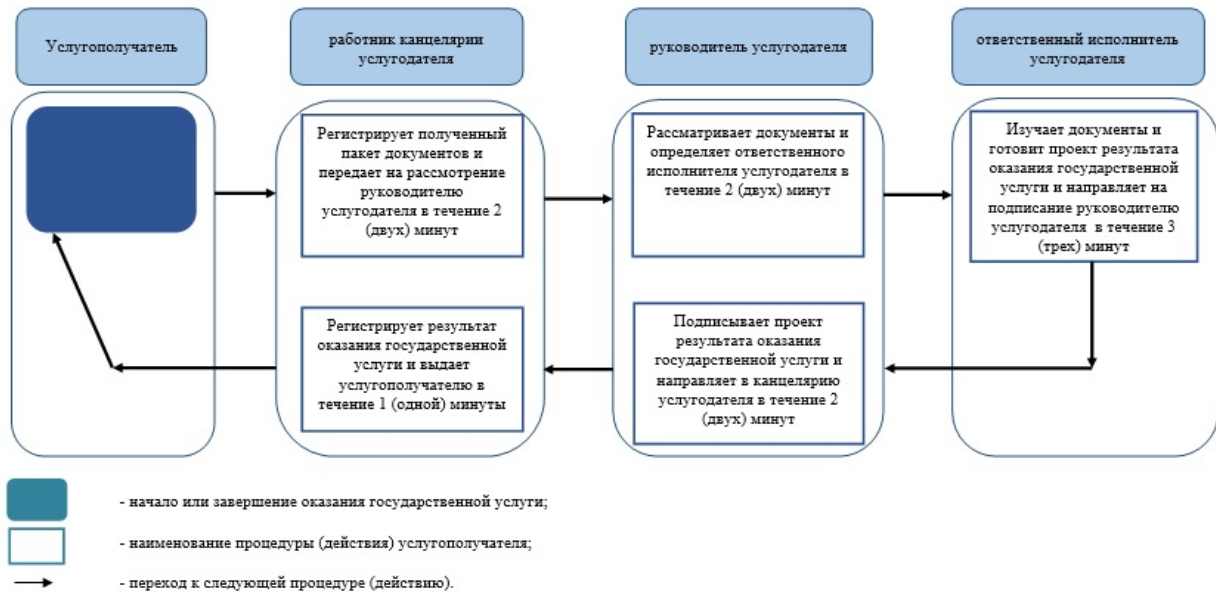 Услугополучатель
работник канцелярии
услугодателя
руководитель услугодателя
ответственный исполнитель
услугодателя
Регистрирует полученный
пакет документов и
передает на рассмотрение
руководителю
услугодателя в течение 2
(двух) минут
Рассматривает документы и
определяет ответственного
исполнителя услугодателя в
течение 2 (двух) минут
Изучает документы и
готовит проект результата
оказания государственной
услуги и направляет на
подписание руководителю
услугодателя в течение 3
(трех) минут
Регистрирует результат
оказания государственной
услуги и выдает
услугополучателю в
течение 1 (одной) минуты
Подписывает проект
результата оказания
государственной услуги и
направляет в канцелярию
услугодателя в течение 2
(двух) минут
- начало или завершение оказания государственной услуги;
- наименование процедуры (действия) услугополучателя;
- переход к следующей процедуре (действию).